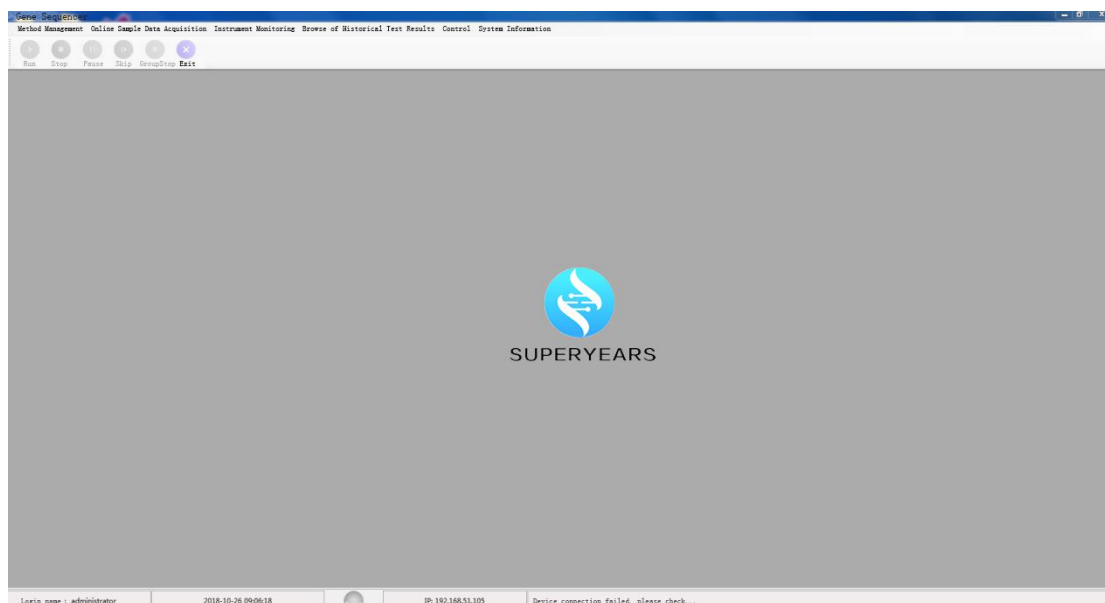 Gene Sequencer
Method Management Online Sample Data Acquisition Instrument Monitoring Browse of Historical Test Results Control System Information
Run Stop Pause Skip GroupStop Exit
SUPERYEARS
Login name : administrator 2018-10-26 09:06:18 IP: 192.168.53.105 Device connection failed, please check...